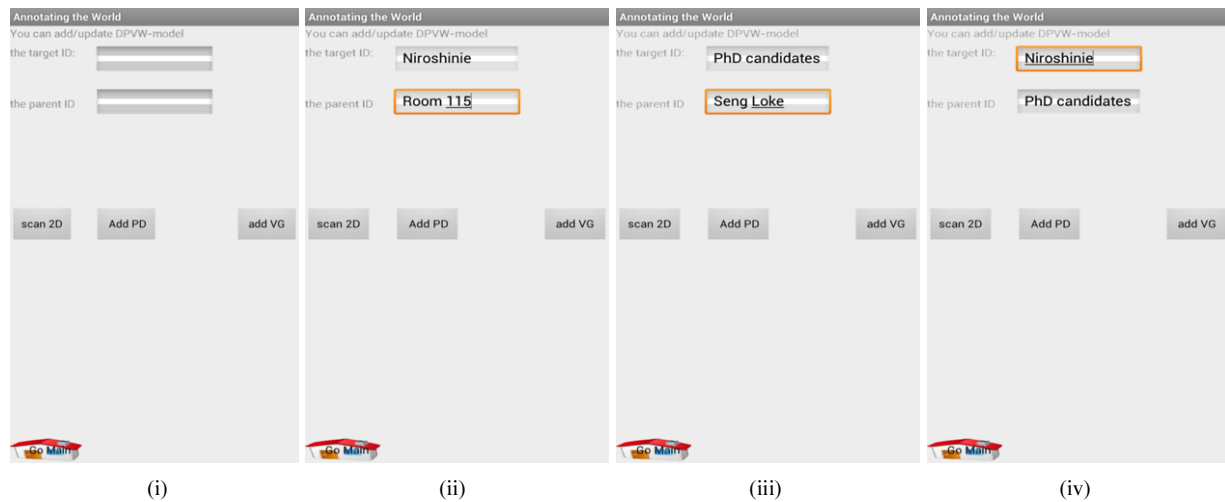 Annotating the World
You can add/update DPVW-model
the target ID:
the parent ID
scan 2D Add PD add VG
Go Main
(i)
Annotating the World
You can add/update DPVW-model
the target ID: Niroshinie
the parent ID Room 115
scan 2D Add PD add VG
Go Main
(ii)
Annotating the World
You can add/update DPVW-model
the target ID: PhD candidates
the parent ID Seng Loke
scan 2D Add PD add VG
Go Main
(iii)
Annotating the World
You can add/update DPVW-model
the target ID: Niroshinie
the parent ID PhD candidates
scan 2D Add PD add VG
Go Main
(iv)